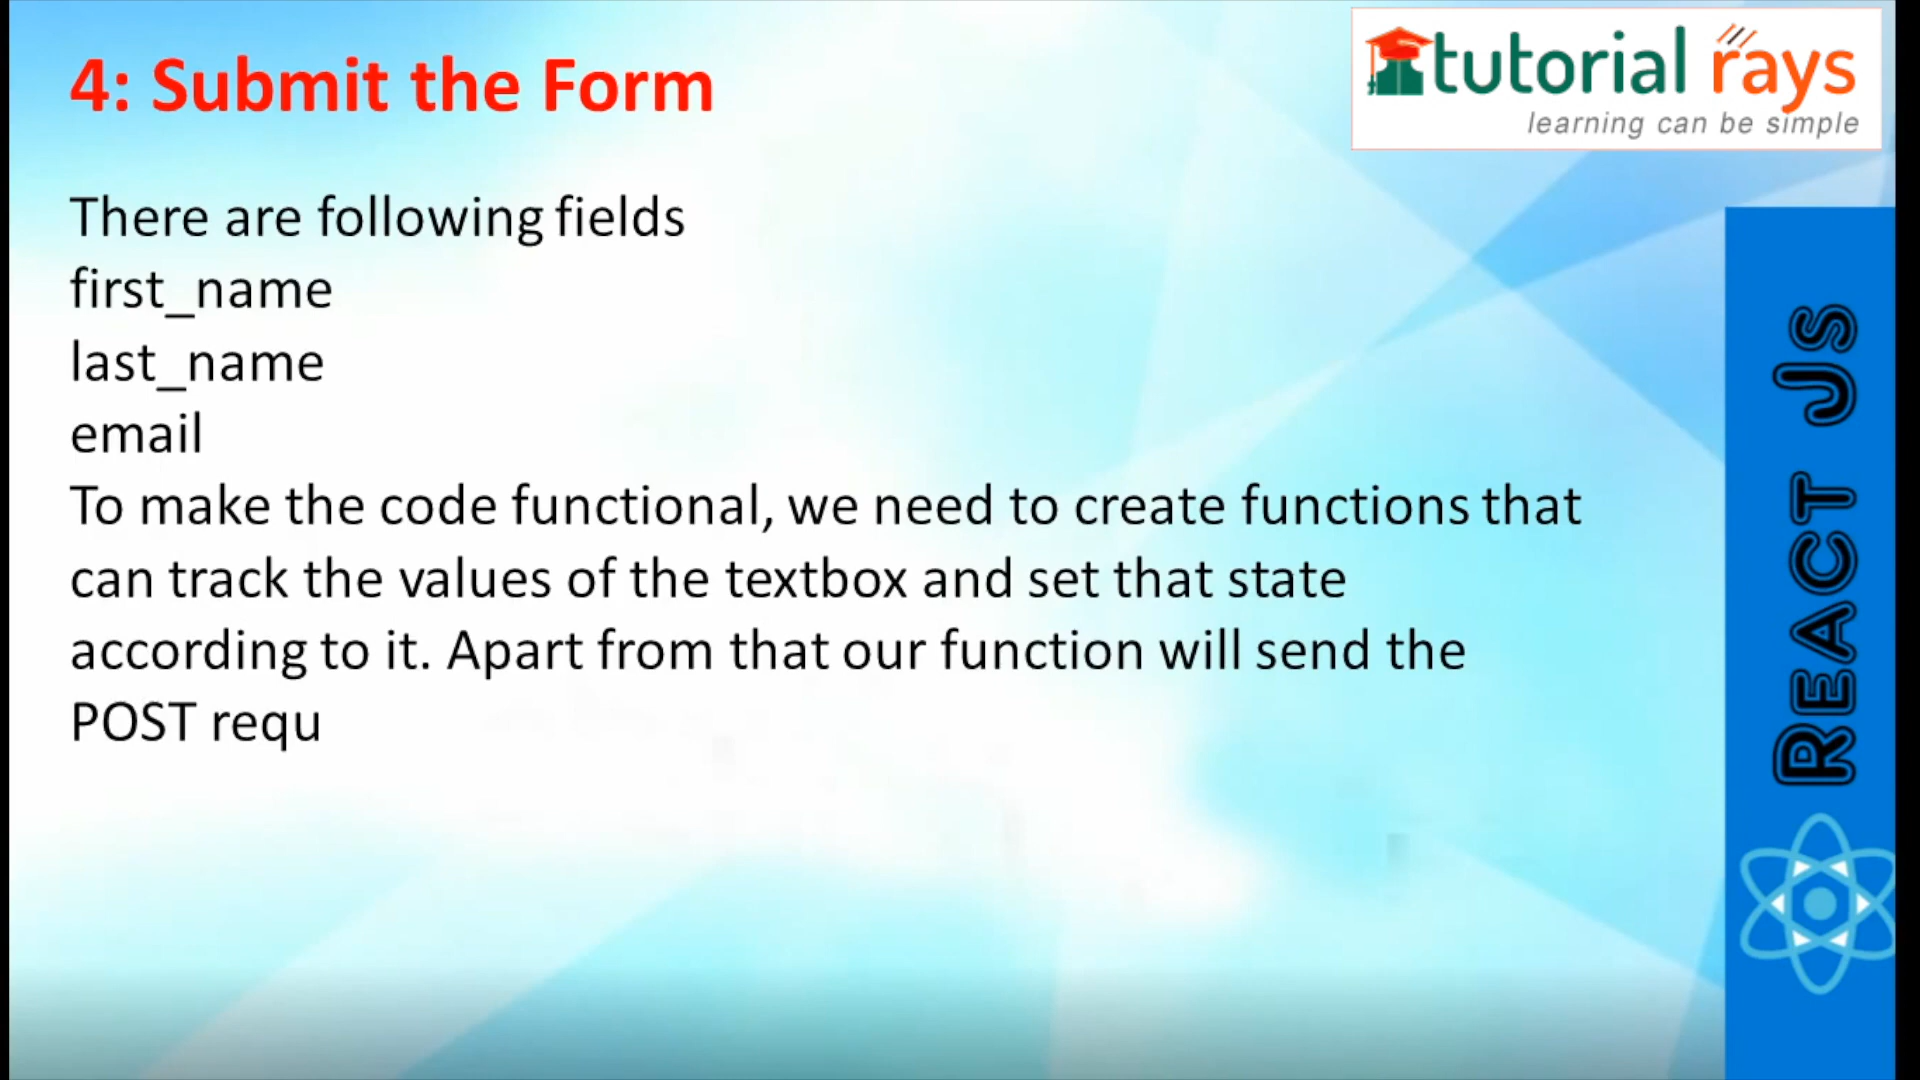 4: Submit the Form
tutorial rays
learning can be simple
There are following fields
first_name
last_name
email
To make the code functional, we need to create functions that
can track the values of the textbox and set that state
according to it. Apart from that our function will send the
POST requ
REACT JS